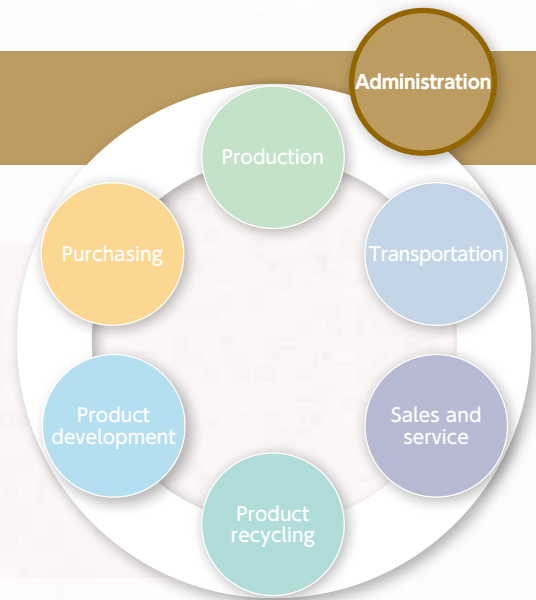 Administration
Production
Purchasing
Transportation
Product
development
Sales and
service
Product
recycling